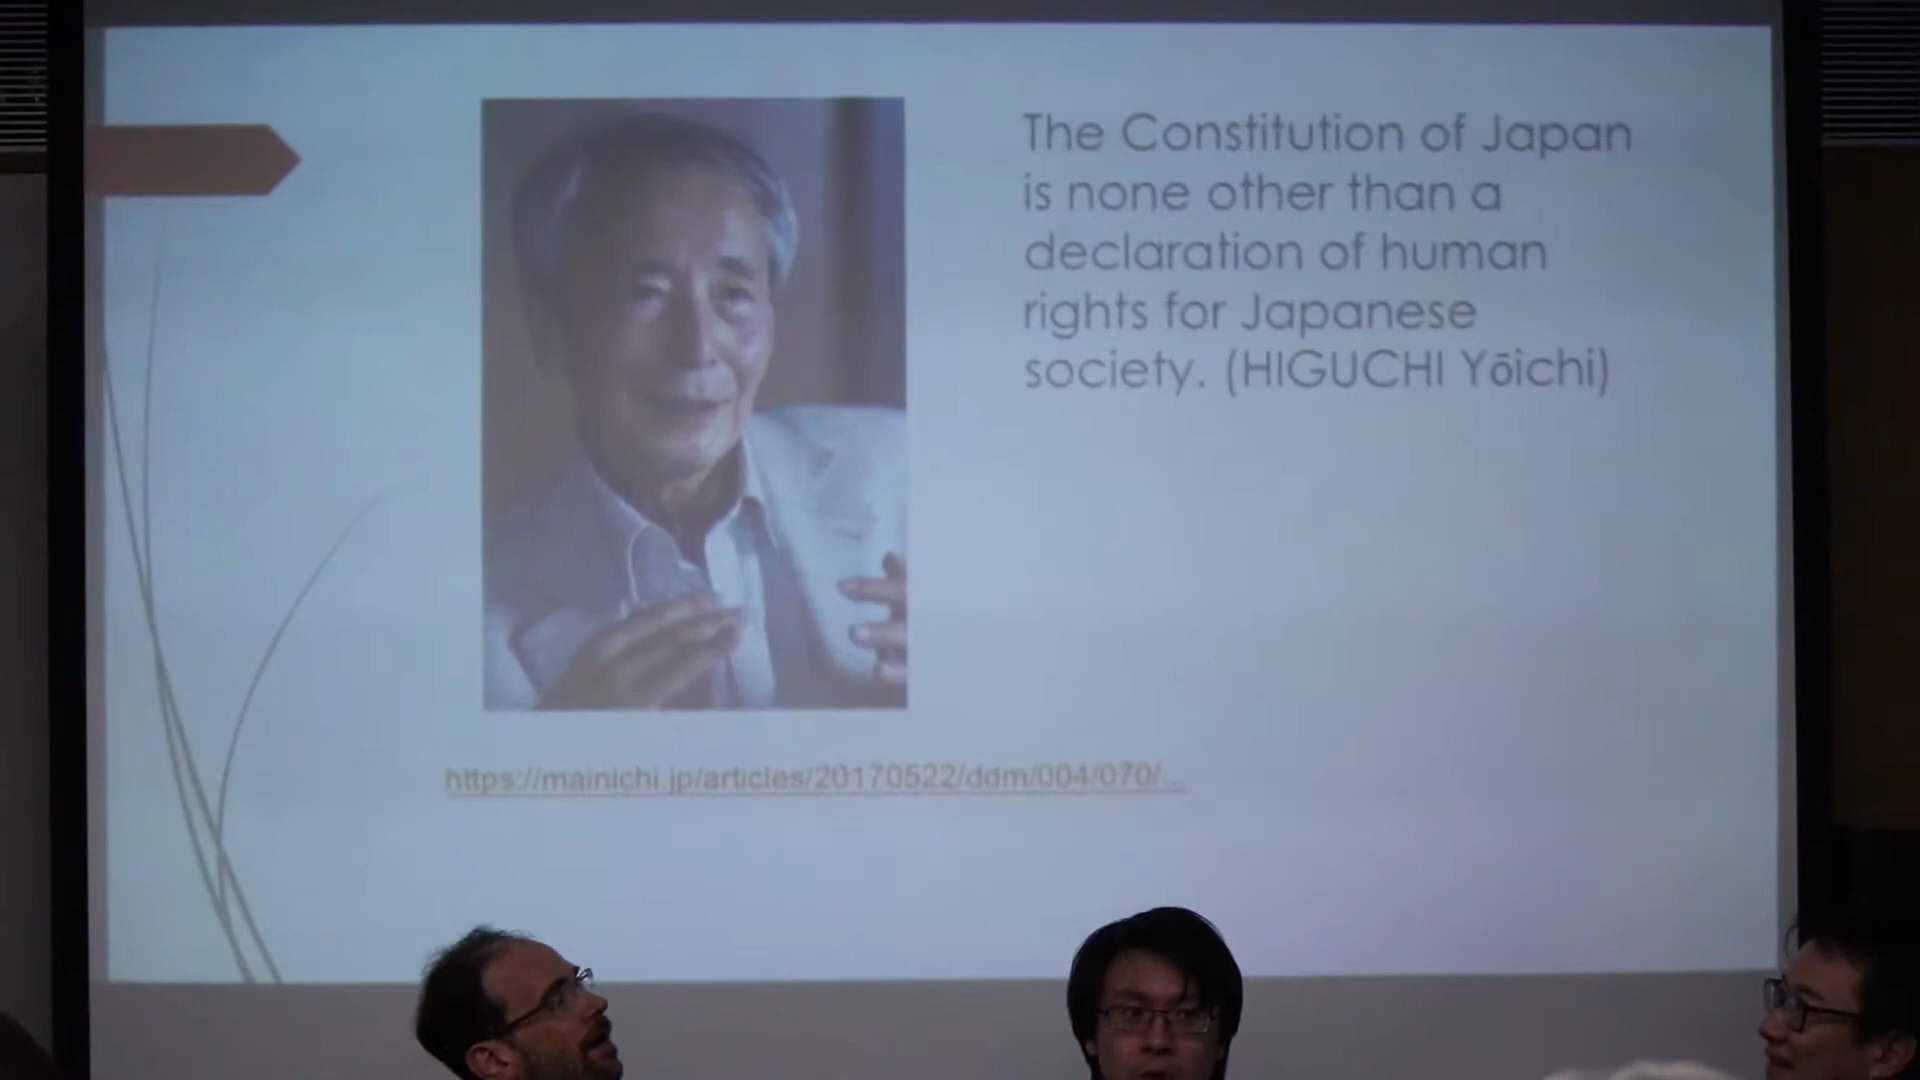 The Constitution of Japan
is none other than a
declaration of human
rights for Japanese
society. (HIGUCHI Yōichi)
https://mainichi.jp/articles/20170522/ddm/004/070/...